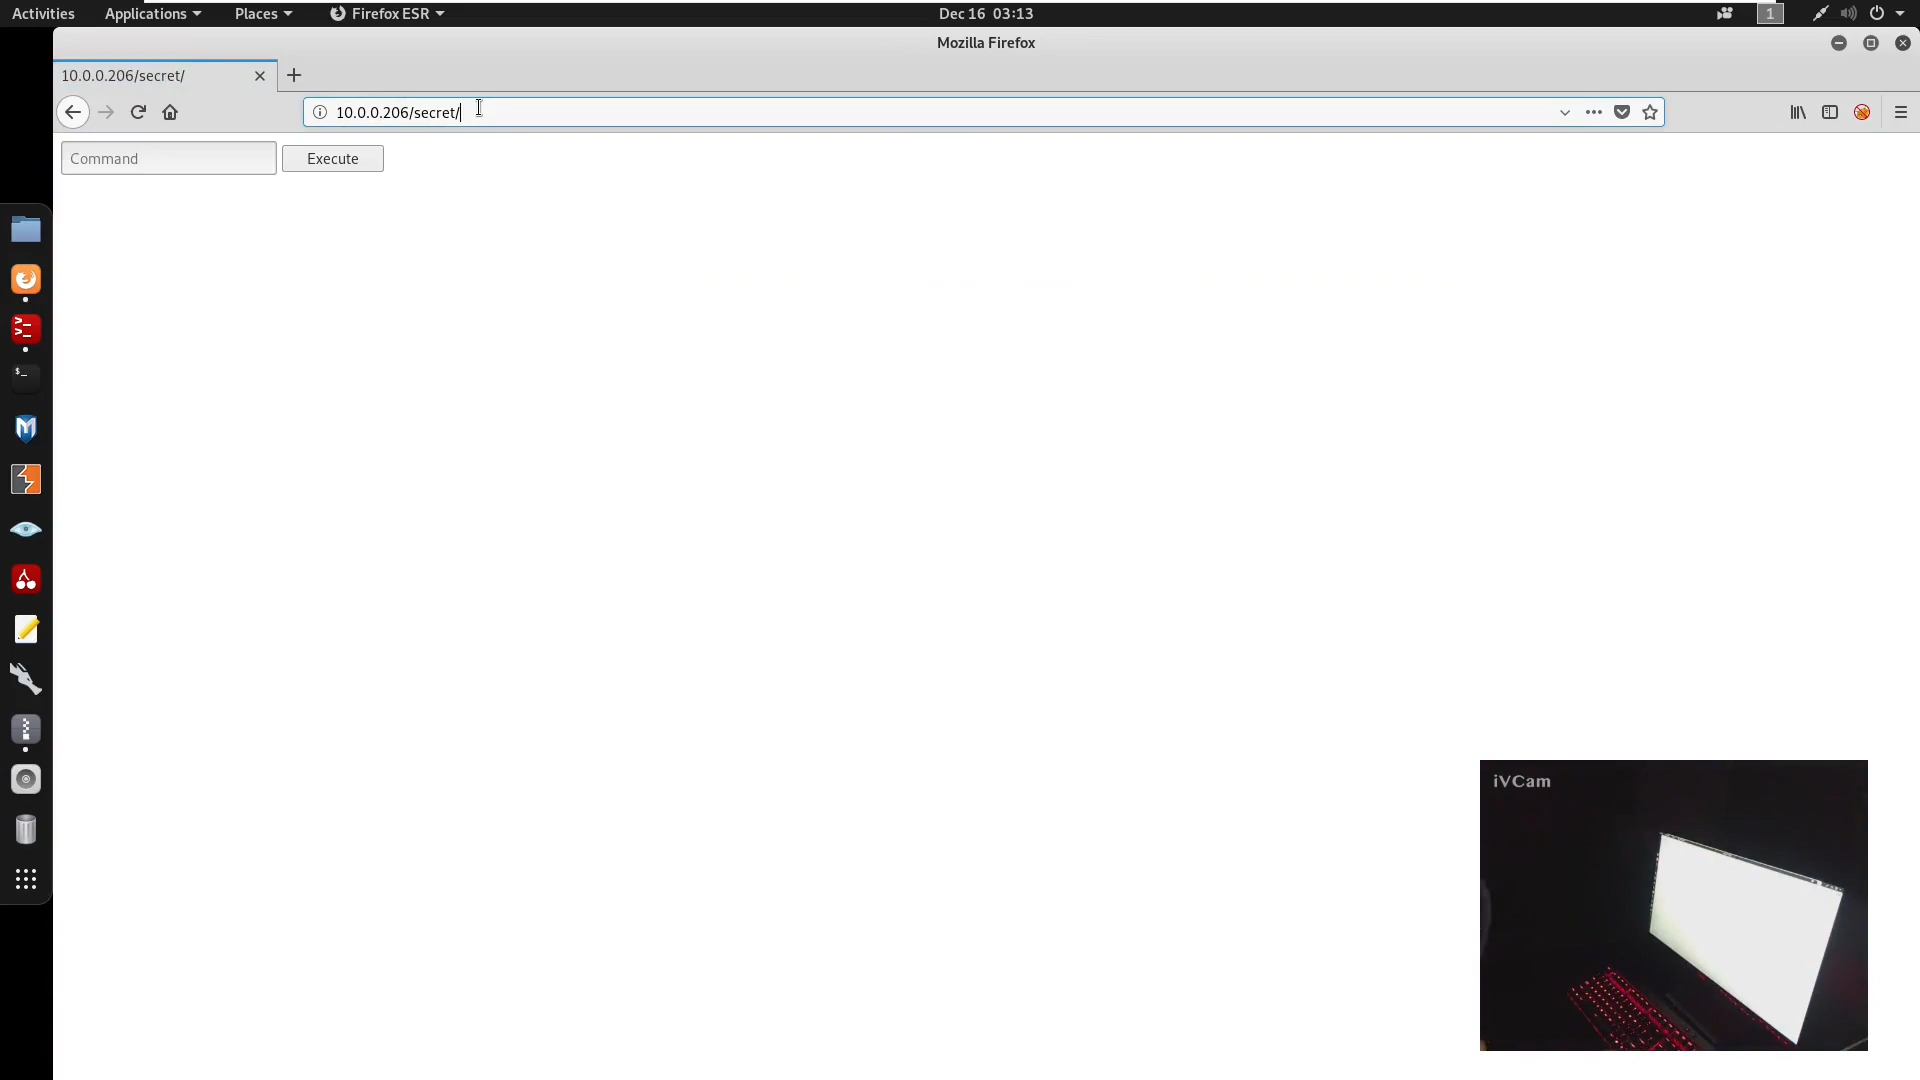 Activities Applications Places Firefox ESR Dec 16 03:13 1
Mozilla Firefox
10.0.0.206/secret/
10.0.0.206/secret/
Command Execute
$_
iVCam